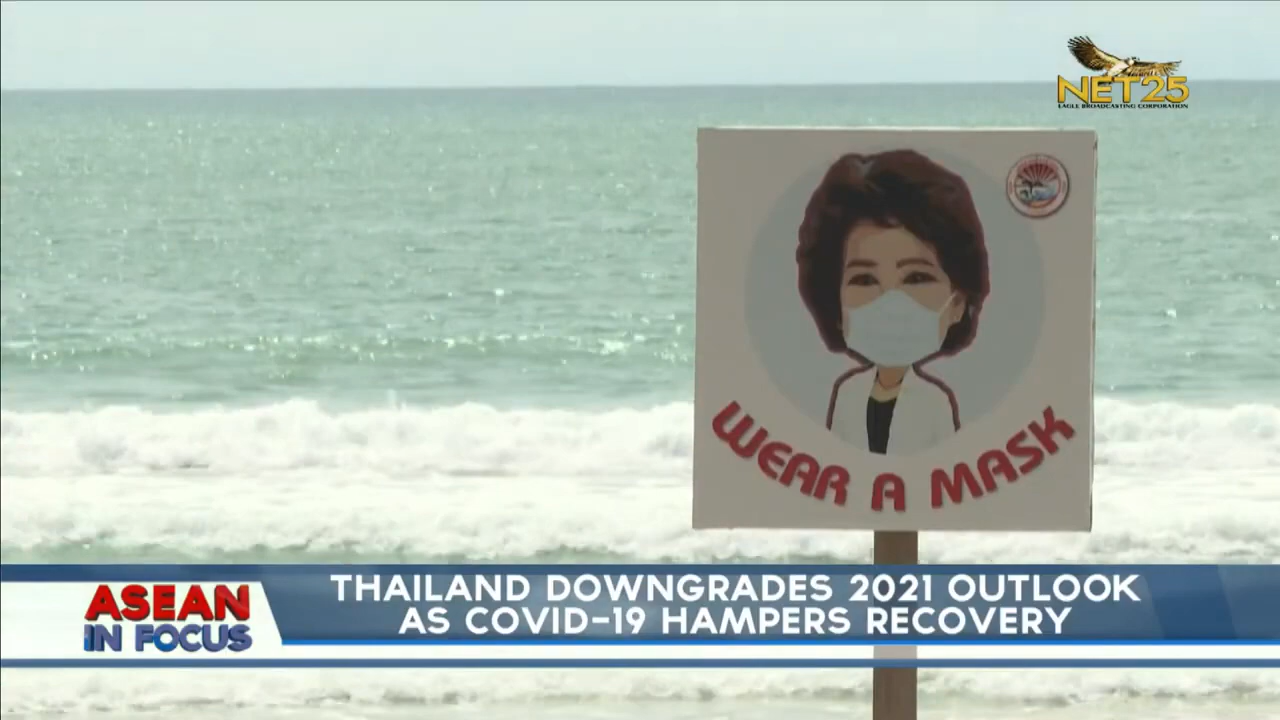 NET25
EAGLE BROADCASTING CORPORATION
WEAR A MASK
ASEAN
IN FOCUS
THAILAND DOWNGRADES 2021 OUTLOOK
AS COVID-19 HAMPERS RECOVERY